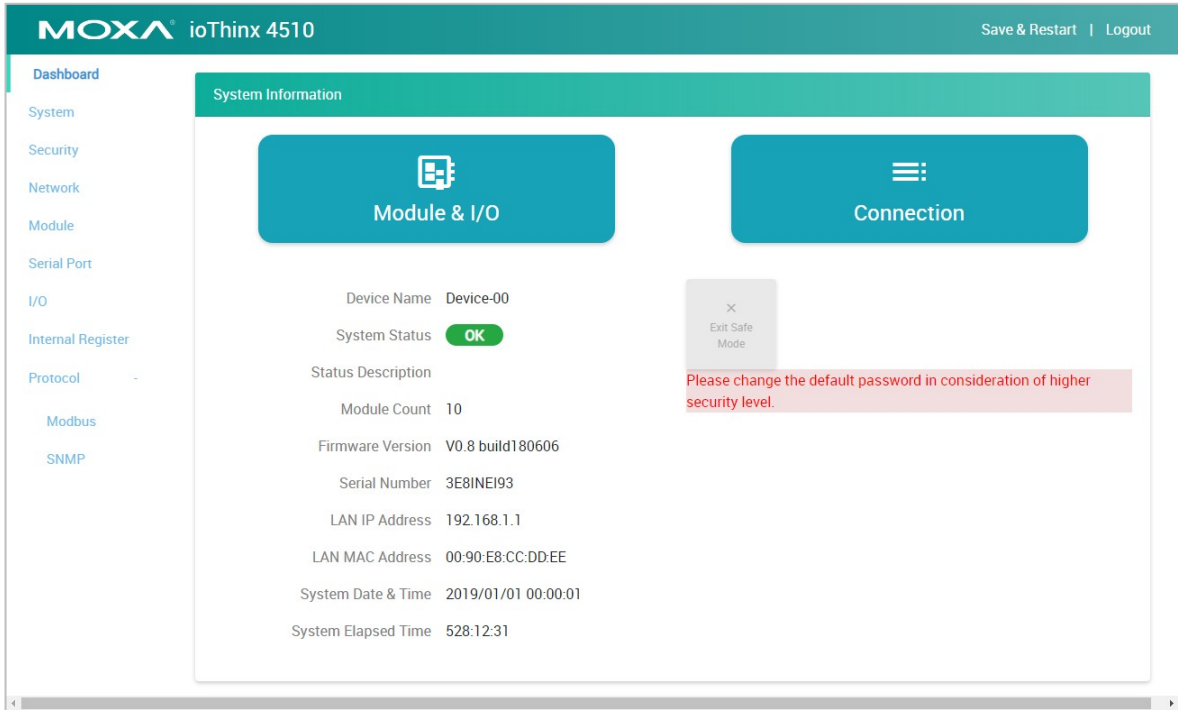 MOXA® ioThinx 4510
Save & Restart | Logout
Dashboard
System
Security
Network
Module
Serial Port
I/O
Internal Register
Protocol -
Modbus
SNMP
System Information
Module & I/O
Connection
Device Name Device-00
System Status OK
Status Description
Module Count 10
Firmware Version V0.8 build180606
Serial Number 3E8INEI93
LAN IP Address 192.168.1.1
LAN MAC Address 00:90:E8:CC:DD:EE
System Date & Time 2019/01/01 00:00:01
System Elapsed Time 528:12:31
×
Exit Safe
Mode
Please change the default password in consideration of higher
security level.